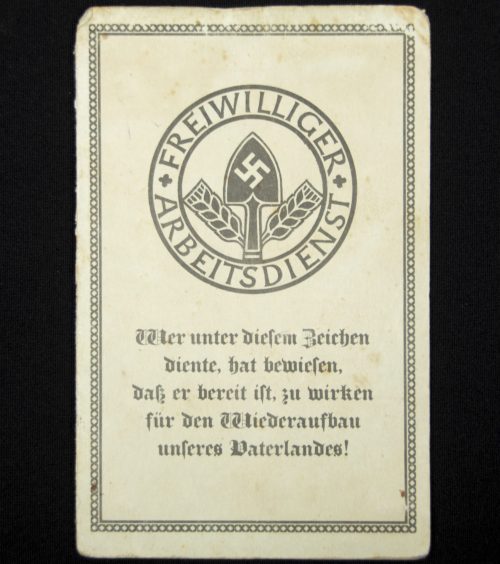 FREIWILLIGER
ARBEITSDIENST
Wer unter diesem Zeichen
diente, hat bewiesen,
daß er bereit ist, zu wirken
für den Wiederaufbau
unseres Vaterlandes!